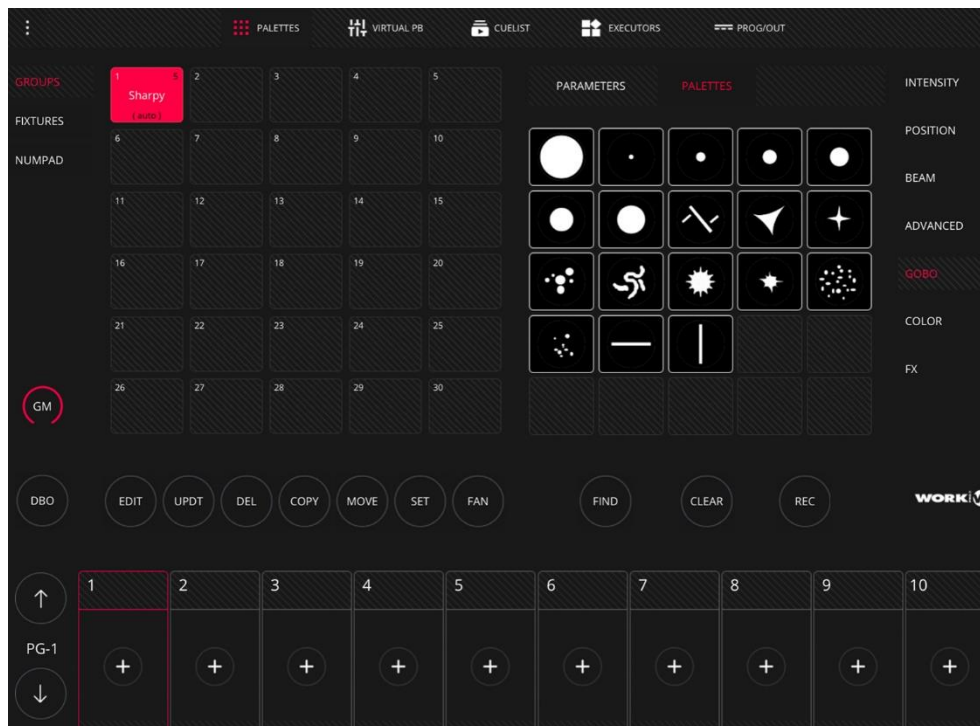 PALETTES VIRTUAL PB CUELIST EXECUTORS PROG/OUT
GROUPS
FIXTURES
NUMPAD
1 5 2 3 4 5
Sharpy
(auto)
6 7 8 9 10
11 12 13 14 15
16 17 18 19 20
21 22 23 24 25
26 27 28 29 30
PARAMETERS PALETTES
INTENSITY
POSITION
BEAM
ADVANCED
GOBO
COLOR
FX
GM
DBO EDIT UPDT DEL COPY MOVE SET FAN FIND CLEAR REC
WORK
PG-1
1 2 3 4 5 6 7 8 9 10
+ + + + + + + + + +